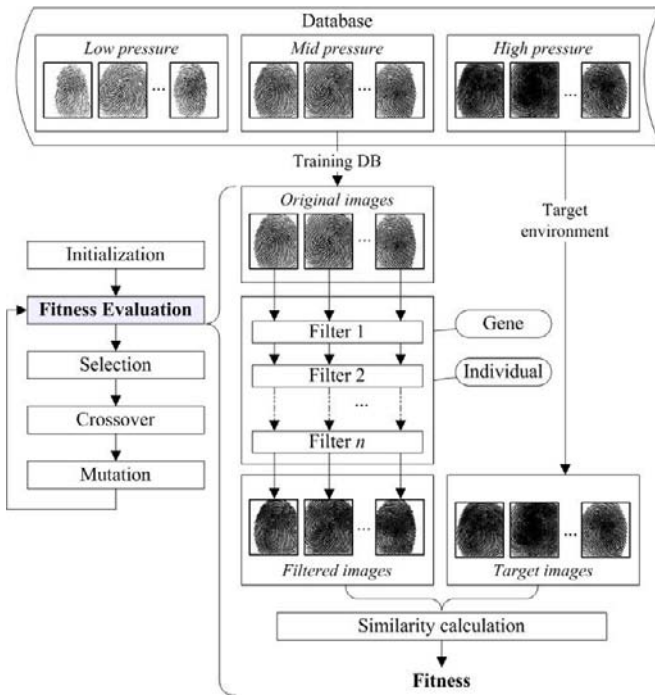 Database
Low pressure
Mid pressure
High pressure
...
...
...
Training DB
Original images
...
Target
environment
Initialization
Fitness Evaluation
Selection
Crossover
Mutation
Filter 1
Gene
Filter 2
Individual
...
Filter n
...
...
Filtered images
Target images
Similarity calculation
Fitness